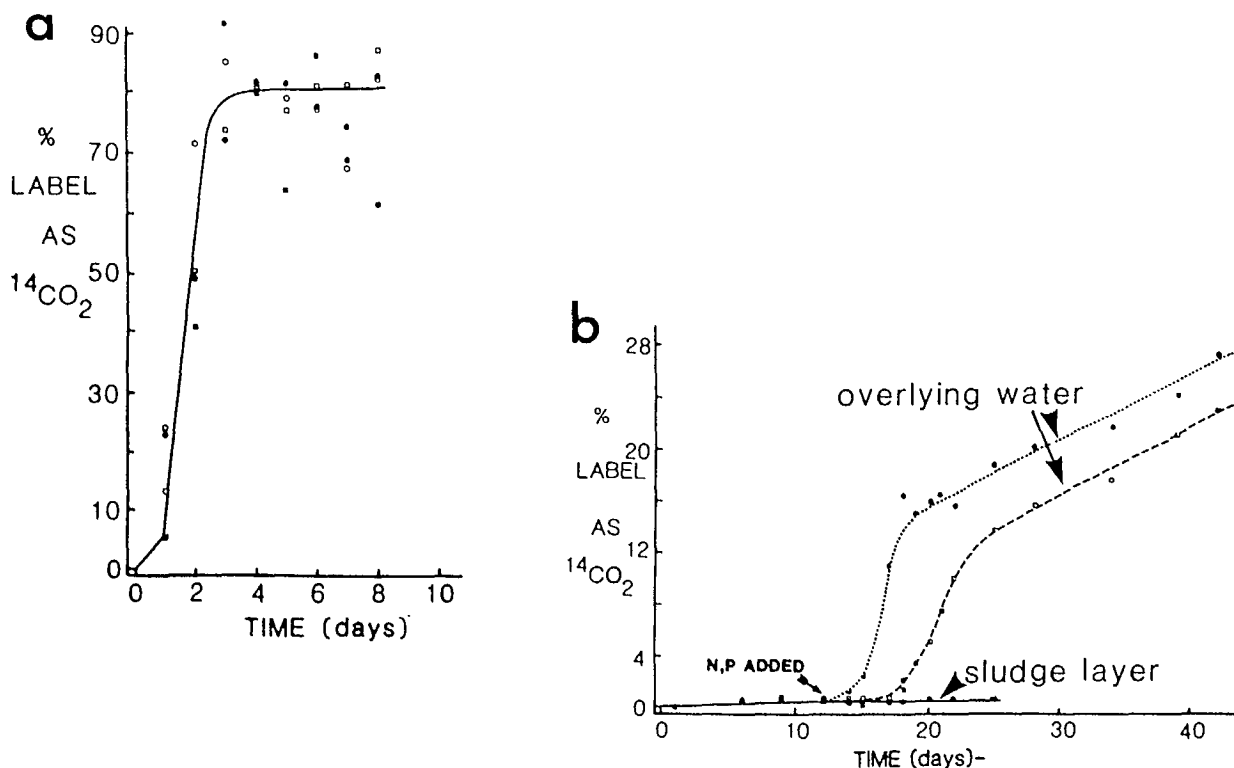 a
90
70
50
30
10
0
%
LABEL
AS
14CO2
0 2 4 6 8 10
TIME (days)
b
28
20
12
4
0
%
LABEL
AS
14CO2
overlying water
N,P ADDED
sludge layer
0 10 20 30 40
TIME (days)-